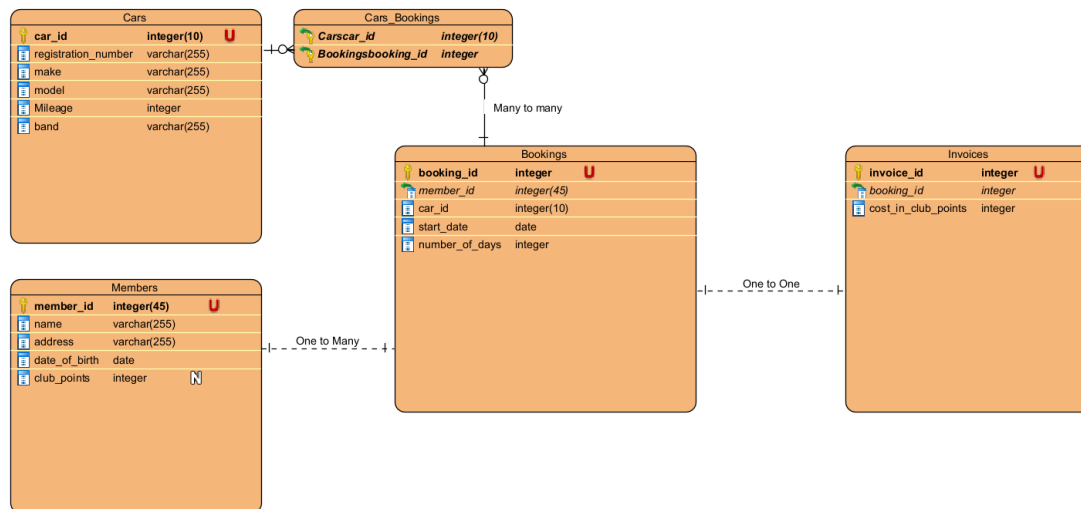 Cars
car_id integer(10) U
registration_number varchar(255)
make varchar(255)
model varchar(255)
Mileage integer
band varchar(255)
Cars_Bookings
Carscar_id integer(10)
Bookingsbooking_id integer
Many to many
Bookings
booking_id integer U
member_id integer(45)
car_id integer(10)
start_date date
number_of_days integer
Invoices
invoice_id integer U
booking_id integer
cost_in_club_points integer
One to One
Members
member_id integer(45) U
name varchar(255)
address varchar(255)
date_of_birth date
club_points integer N
One to Many